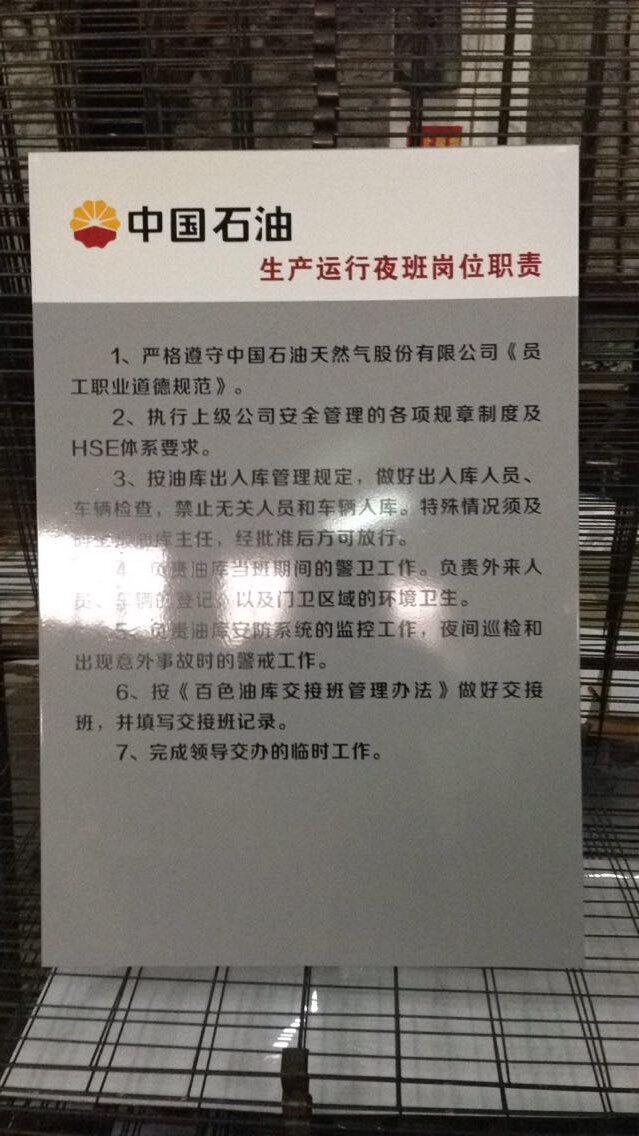 中国石油
生产运行夜班岗位职责
1、严格遵守中国石油天然气股份有限公司《员
工职业道德规范》。
2、执行上级公司安全管理的各项规章制度及
HSE体系要求。
3、按油库出入库管理规定，做好出入库人员、
车辆检查，禁止无关人员和车辆入库。特殊情况须及
库主任，经批准后方可放行。
4、负责油库当班期间的警卫工作。负责外来人
员、车辆的登记，以及门卫区域的环境卫生。
5、负责油库安防系统的监控工作，夜间巡检和
出现意外事故时的警戒工作。
6、按《百色油库交接班管理办法》做好交接
班，并填写交接班记录。
7、完成领导交办的临时工作。